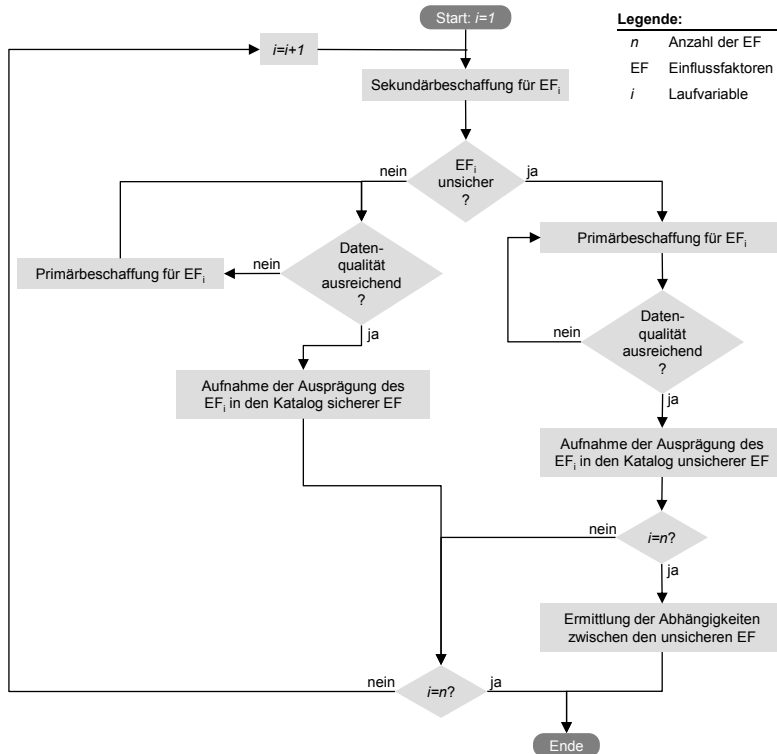 Start: i=1
Legende:
n Anzahl der EF
EF Einflussfaktoren
i Laufvariable
i=i+1
Sekundärbeschaffung für EFi
nein
EFi
unsicher
?
ja
Primärbeschaffung für EFi
Daten-
qualität
ausreichend
?
nein
ja
Primärbeschaffung für EFi
Daten-
qualität
ausreichend
?
nein
ja
Aufnahme der Ausprägung des
EFi in den Katalog sicherer EF
Aufnahme der Ausprägung des
EFi in den Katalog unsicherer EF
nein
i=n?
ja
Ermittlung der Abhängigkeiten
zwischen den unsicheren EF
nein
i=n?
ja
Ende